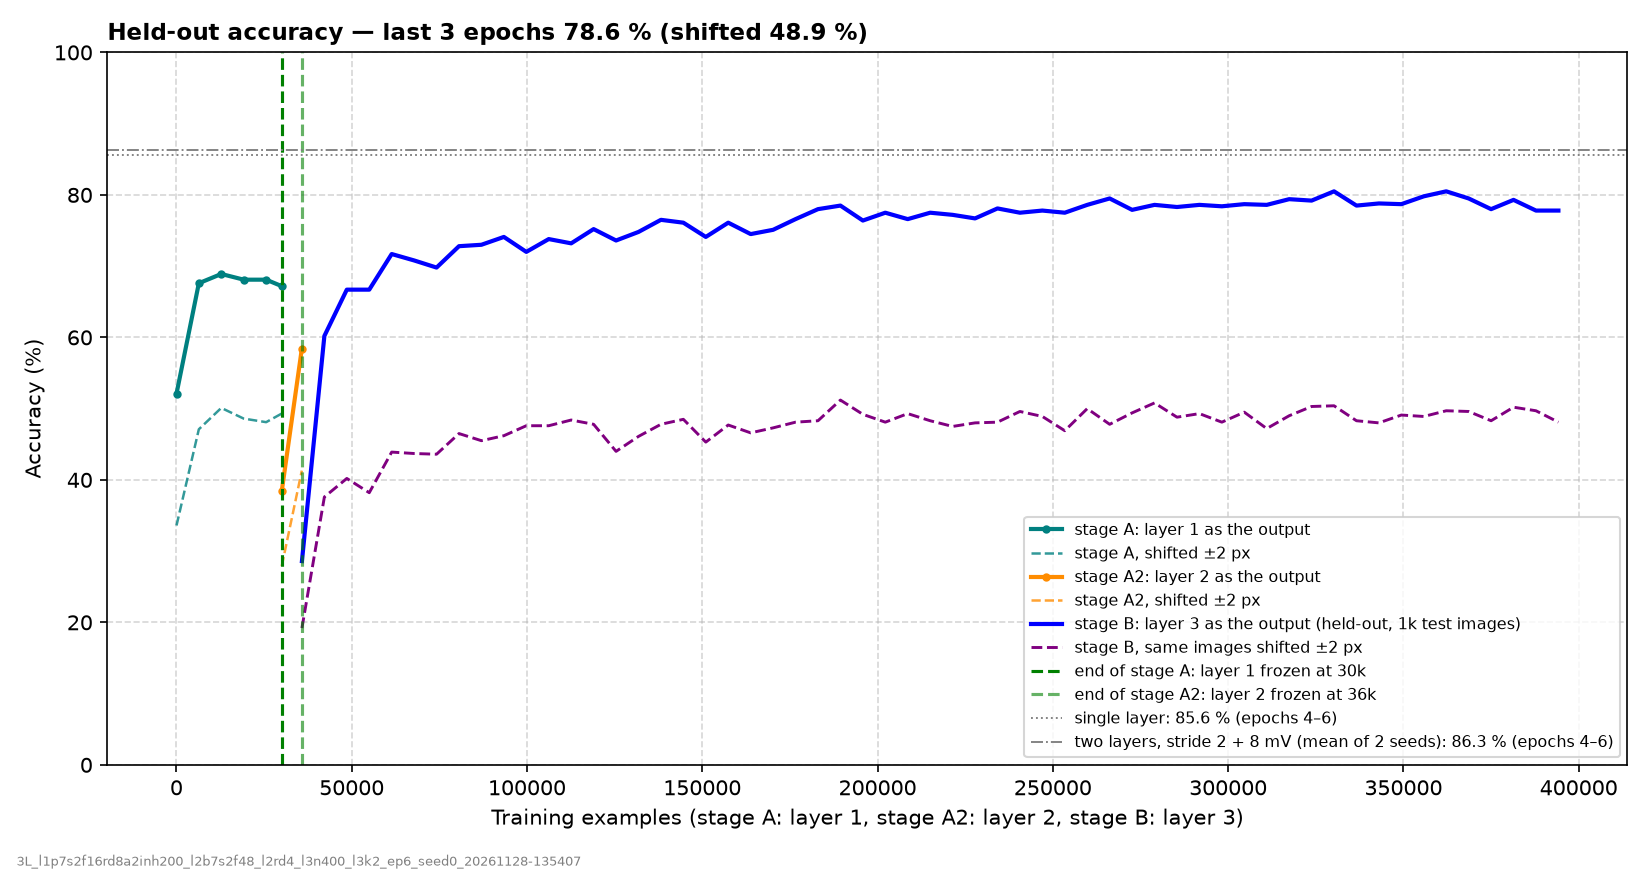 Held-out accuracy — last 3 epochs 78.6 % (shifted 48.9 %)
Accuracy (%)
100
80
60
40
20
0
0 50000 100000 150000 200000 250000 300000 350000 400000
Training examples (stage A: layer 1, stage A2: layer 2, stage B: layer 3)
stage A: layer 1 as the output
stage A, shifted ±2 px
stage A2: layer 2 as the output
stage A2, shifted ±2 px
stage B: layer 3 as the output (held-out, 1k test images)
stage B, same images shifted ±2 px
end of stage A: layer 1 frozen at 30k
end of stage A2: layer 2 frozen at 36k
single layer: 85.6 % (epochs 4–6)
two layers, stride 2 + 8 mV (mean of 2 seeds): 86.3 % (epochs 4–6)
3L_l1p7s2f16rd8a2inh200_l2b7s2f48_l2rd4_l3n400_l3k2_ep6_seed0_20261128-135407